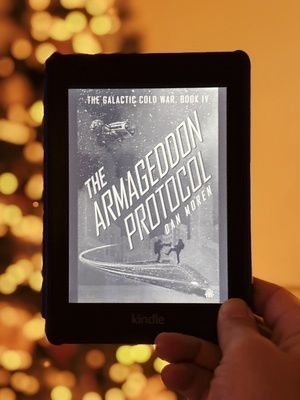 THE GALACTIC COLD WAR, BOOK IV
THE
ARMAGEDDON
PROTOCOL
DAN MOREN
kindle